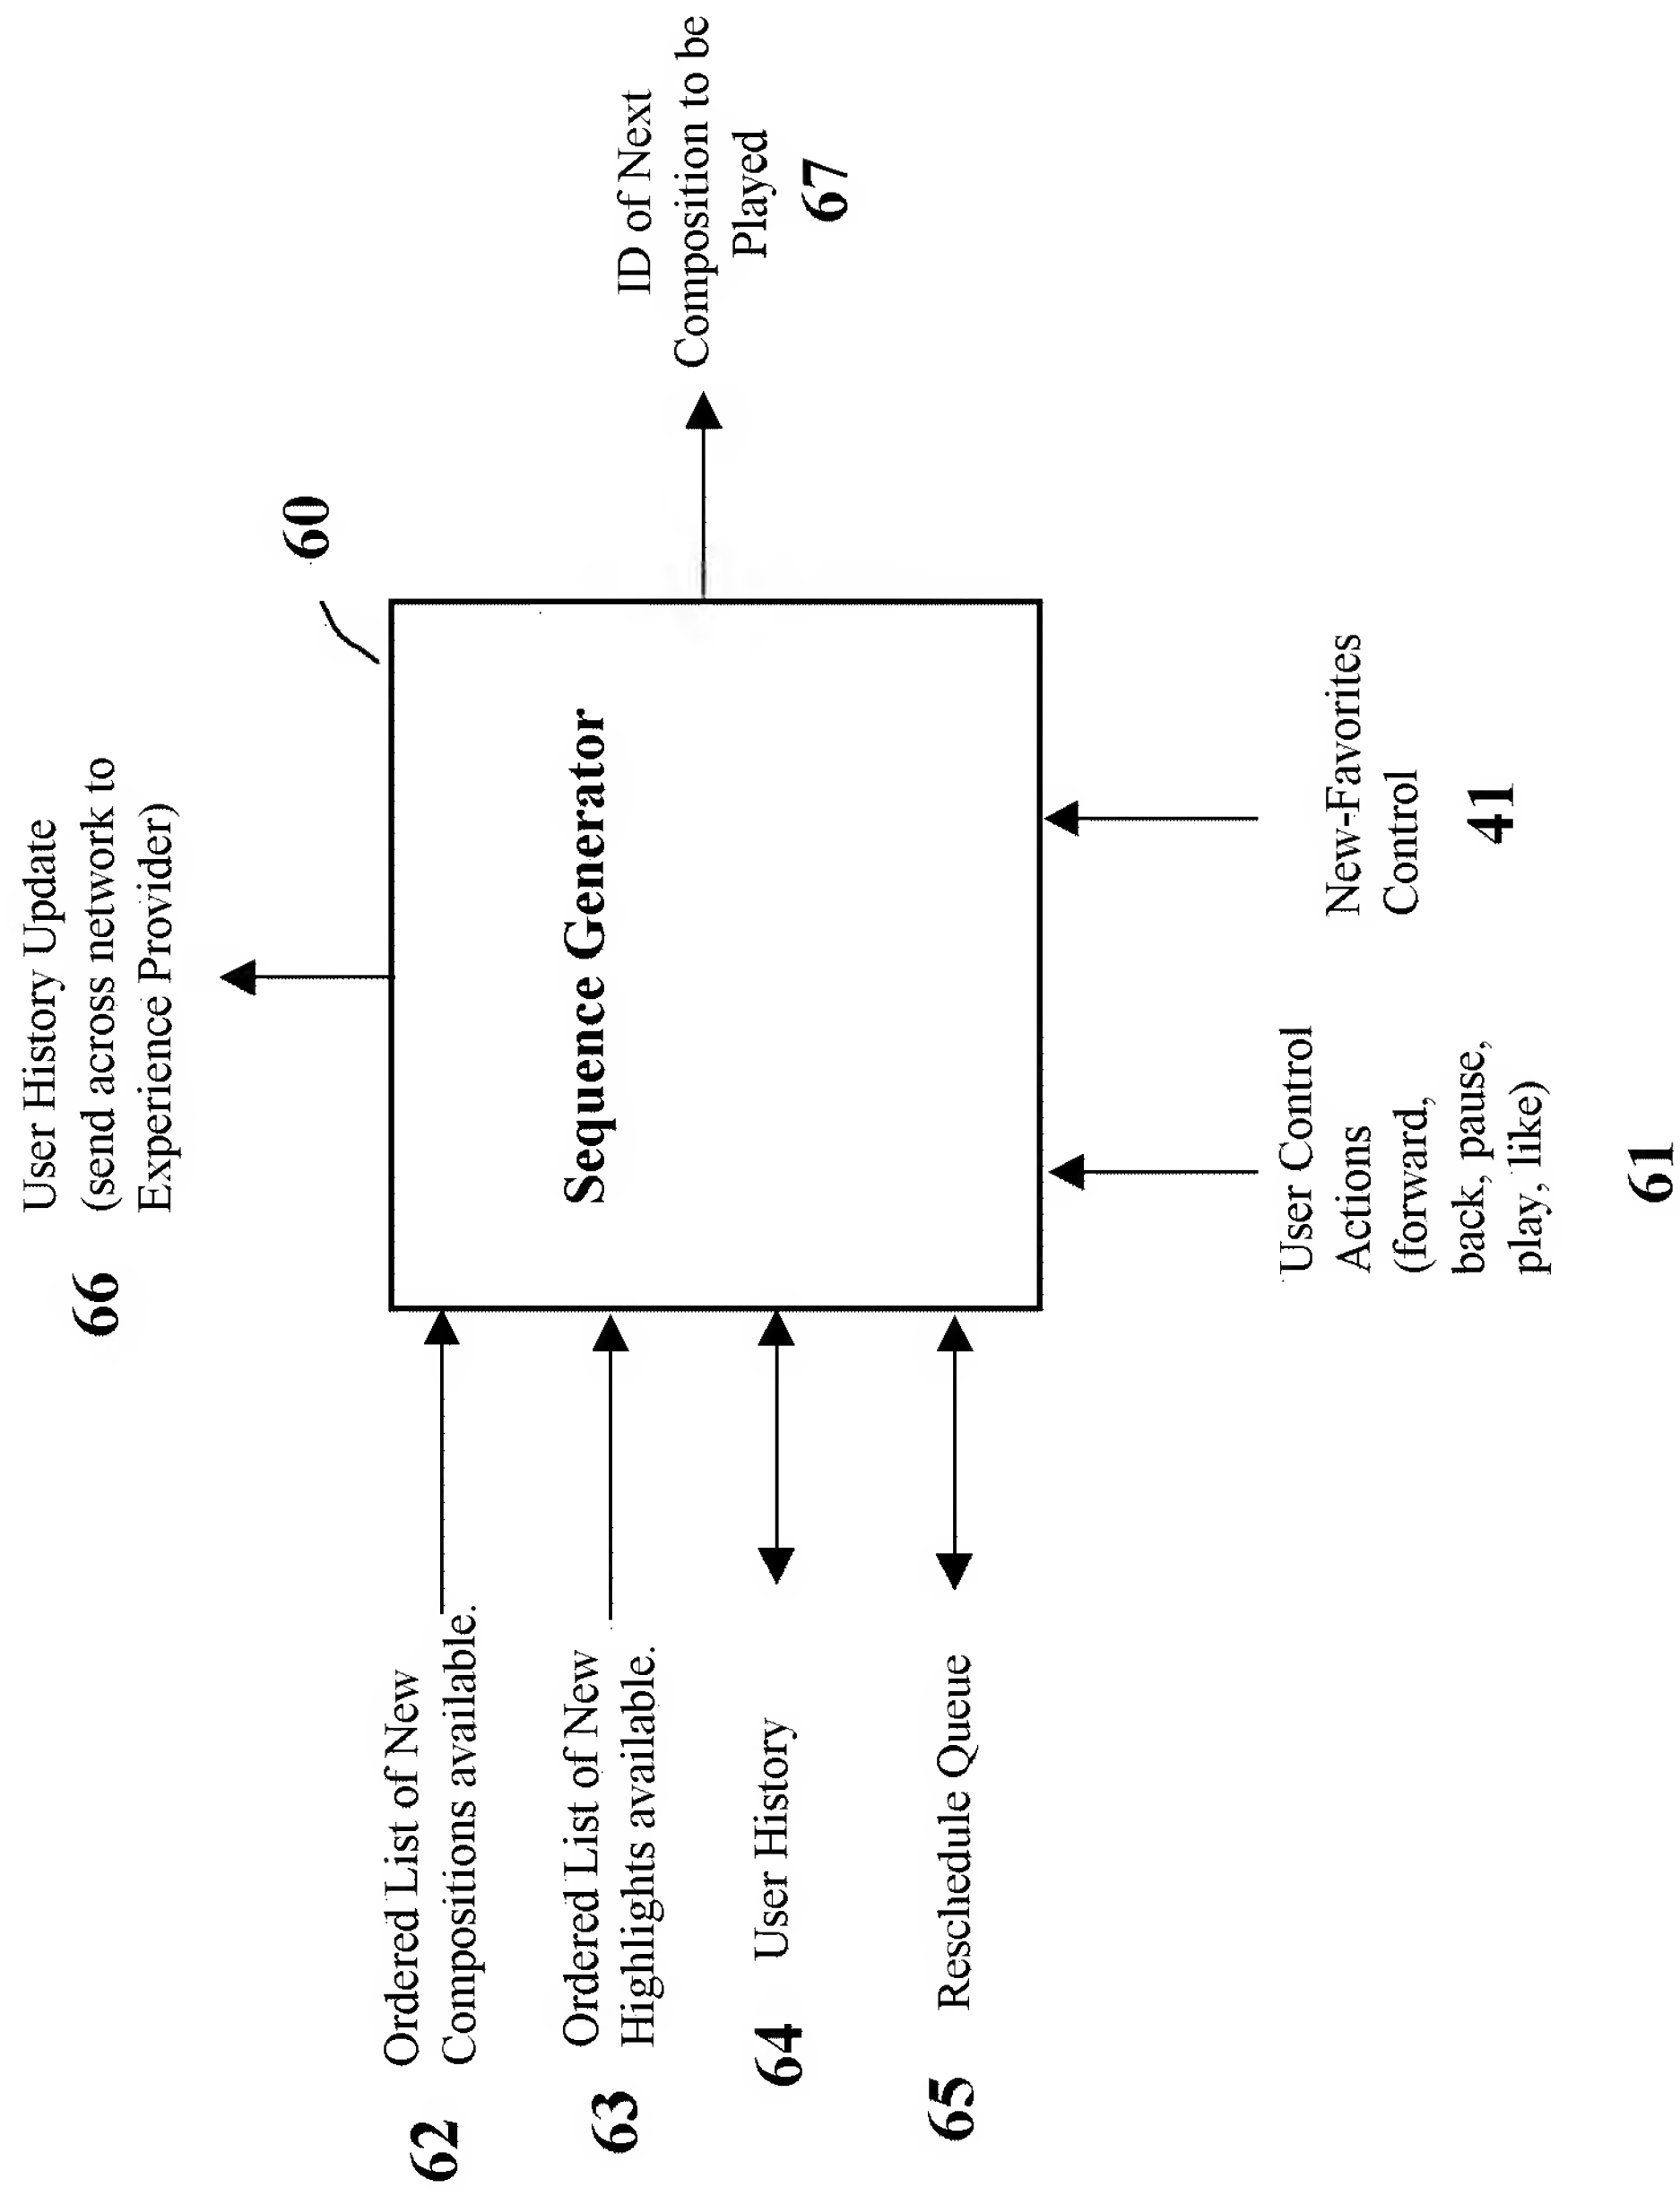 66
User History Update
(send across network to
Experience Provider)
60
62
Ordered List of New
Compositions available.
63
Ordered List of New
Highlights available.
64
User History
65
Reschedule Queue
Sequence Generator
ID of Next
Composition to be
Played
67
User Control
Actions
(forward,
back, pause,
play, like)
61
New-Favorites
Control
41